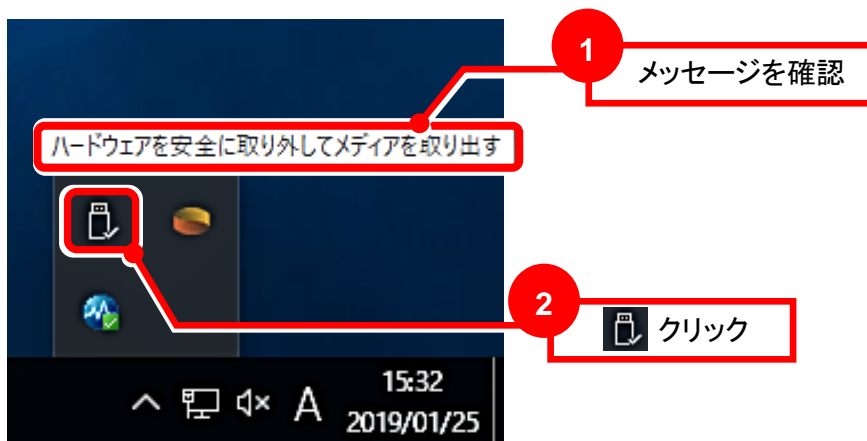 1
メッセージを確認
ハードウェアを安全に取り外してメディアを取り出す
2
クリック
A
15:32
2019/01/25